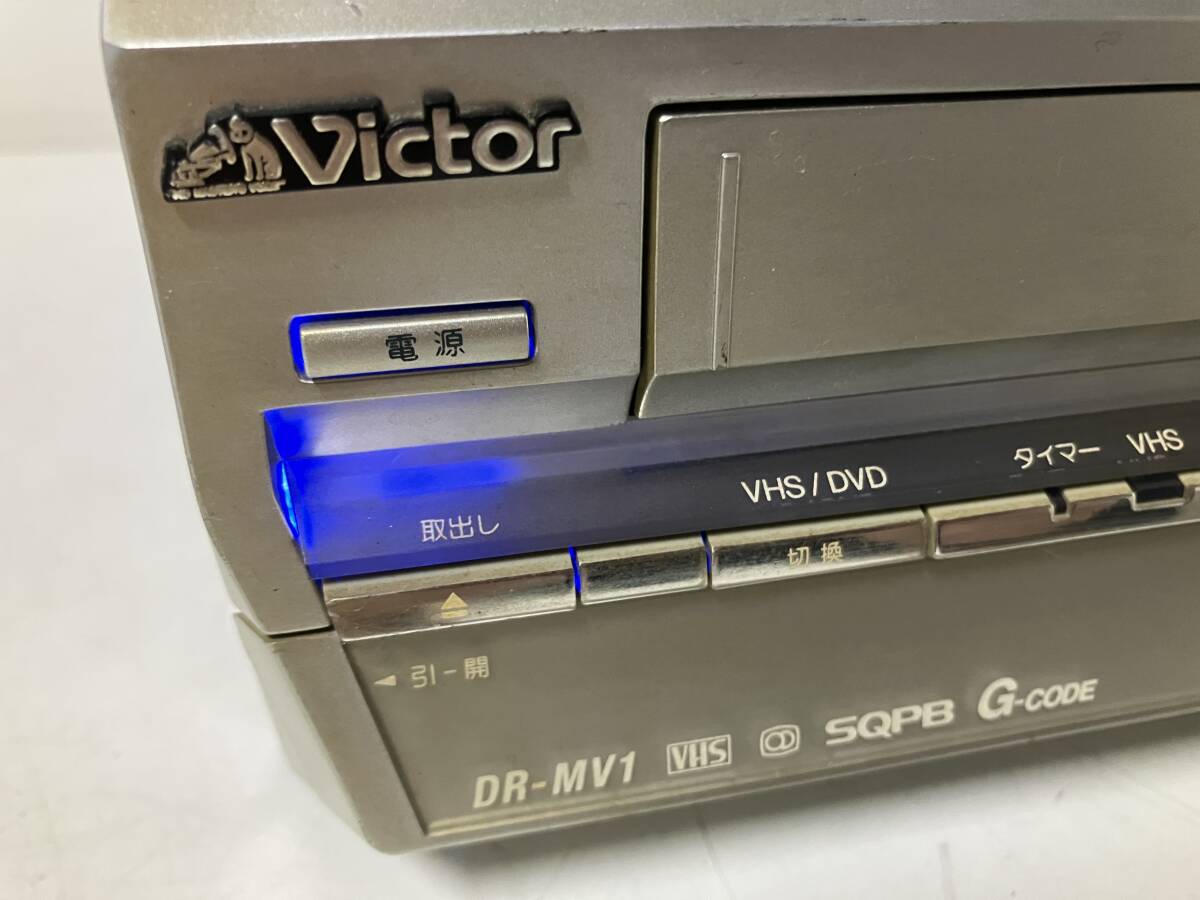 Victor
電源
取出し
VHS / DVD
タイマー
VHS
切換
◄ 引-開
DR-MV1
VHS
SQPB
G-CODE